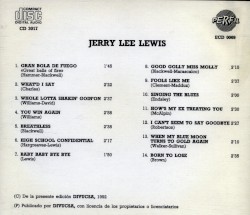 COMPACT
disc
DIGITAL AUDIO
CD 3017
PERFIL
ECD 0003
JERRY LEE LEWIS
1 GRAN BOLA DE FUEGO 1'48
(Great balls of fire)
(Hammer-Blackwell)
2 WHAT'D I SAY
(Charles)
3 WHOLE LOTTA SHAKIN' GOIN'ON
(Williams-David)
4 YOU WIN AGAIN
(Williams)
5 BREATHLESS
(Blackwell)
6 HIGH SCHOOL CONFIDENTIAL
(Hargrave-Lewis)
7 BABY BABY BYE BYE
(Lewis)
8 GOOD GOLLY MISS MOLLY
(Blackwell-Marascalco)
9 FOOLS LIKE ME
(Clement-Maddux)
10 SINGING THE BLUES
(Endsley)
11 HOW'S MY EX TREATING YOU
(McAlpin)
12 I CAN'T SEEM TO SAY GOODBYE
(Robertson)
13 WHEN MY BLUE MOON
TURNS TO GOLD AGAIN
(Walker-Sullivan)
14 BORN TO LOSE
(Brown)
(C) De la presente edición DIVUCSA, 1992
(P) Publicado por DIVUCSA, con licencia de los propietarios o licenciatarios